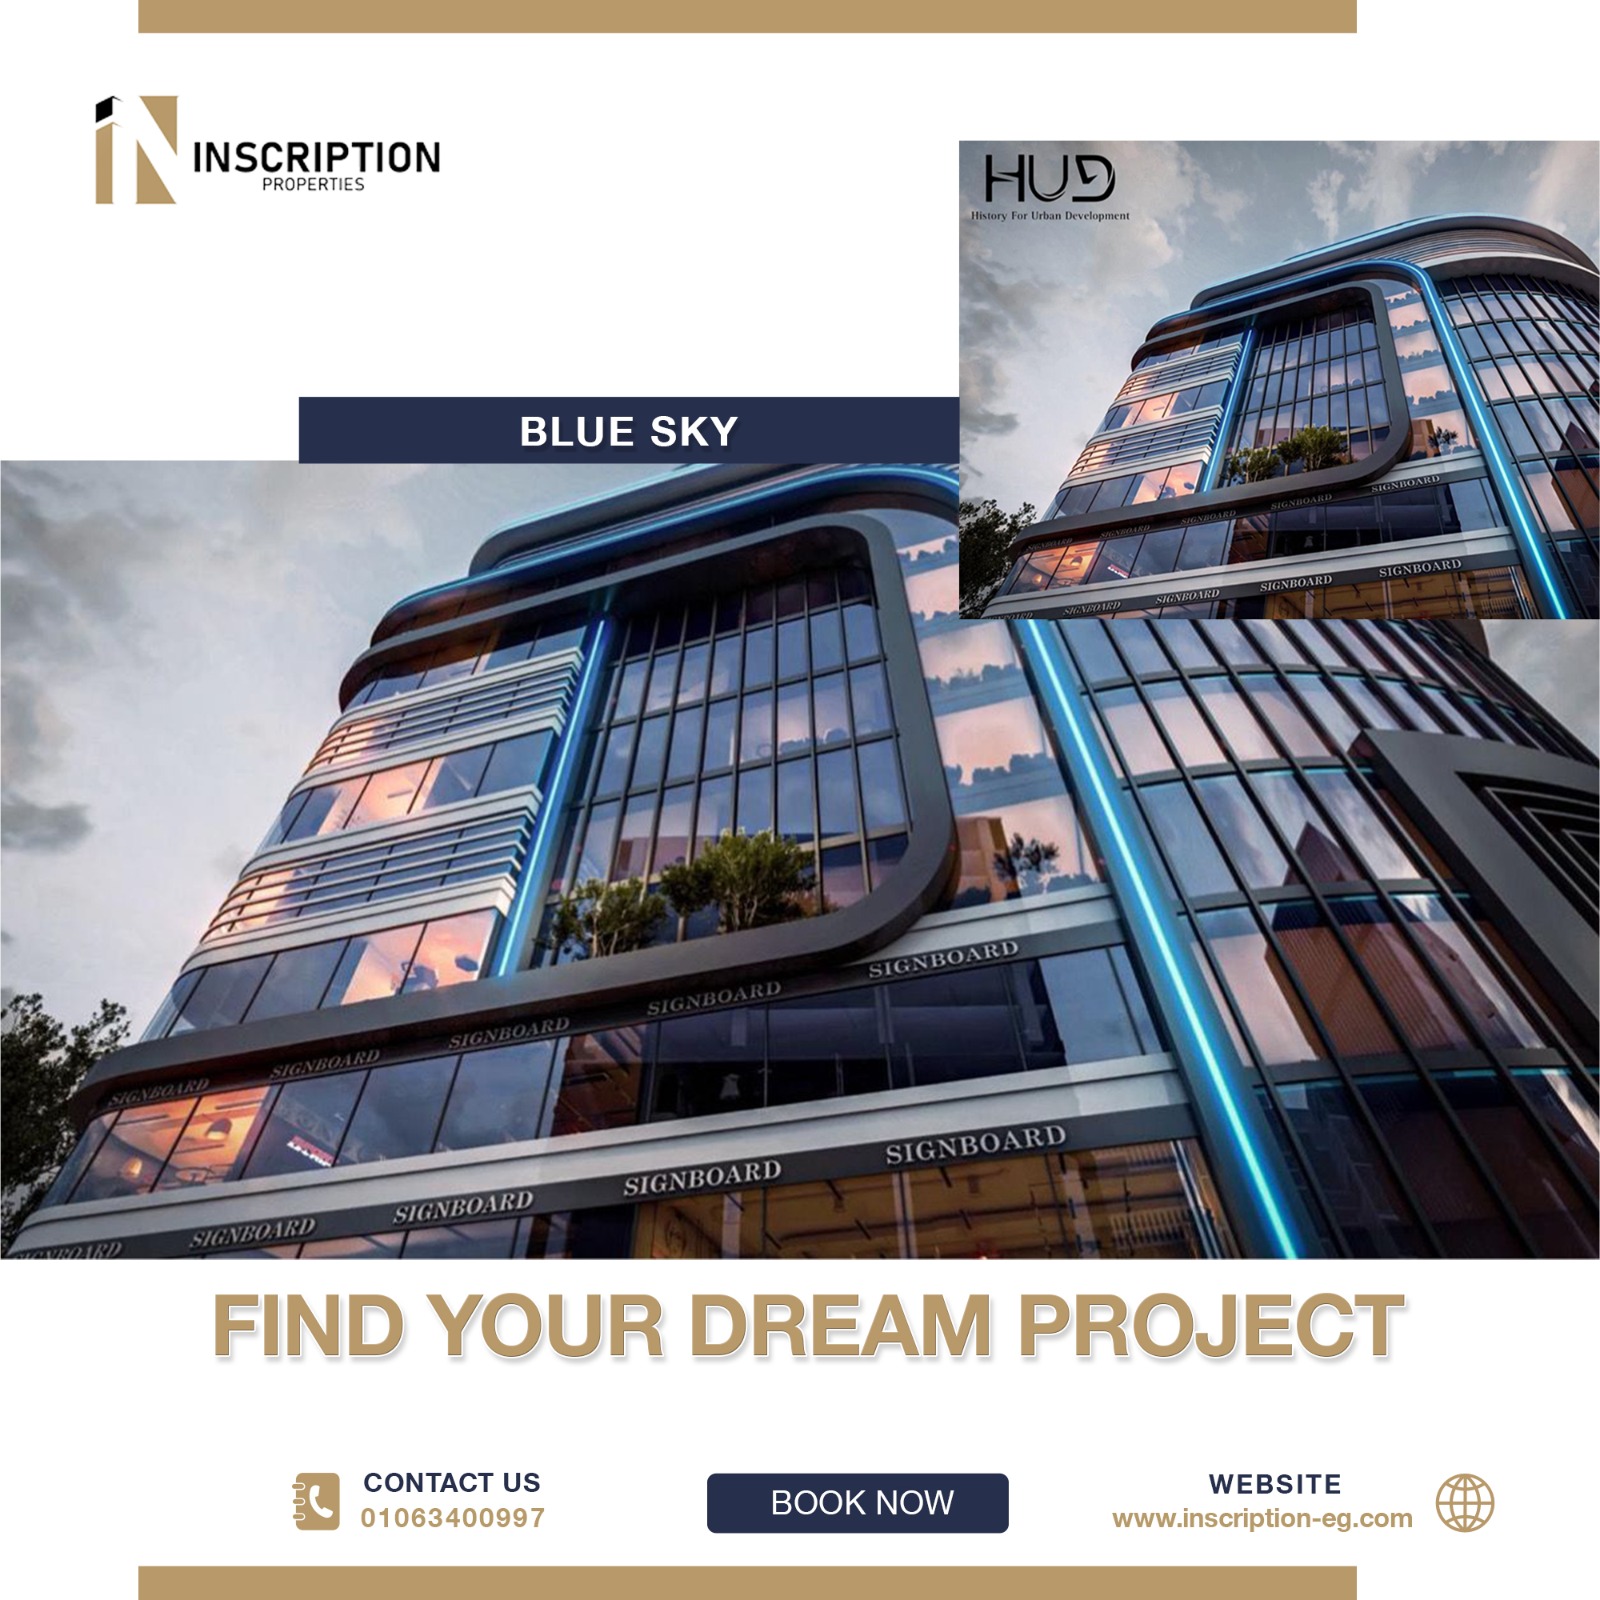 INSCRIPTION
PROPERTIES
HUD
History For Urban Development
BLUE SKY
SIGNBOARD
SIGNBOARD SIGNBOARD SIGNBOARD SIGNBOARD SIGNBOARD
SIGNBOARD SIGNBOARD SIGNBOARD SIGNBOARD
SIGNBOARD SIGNBOARD SIGNBOARD SIGNBOARD SIGNBOARD
SIGNBOARD SIGNBOARD SIGNBOARD SIGNBOARD SIGNBOARD
FIND YOUR DREAM PROJECT
CONTACT US
01063400997
BOOK NOW
WEBSITE
www.inscription-eg.com